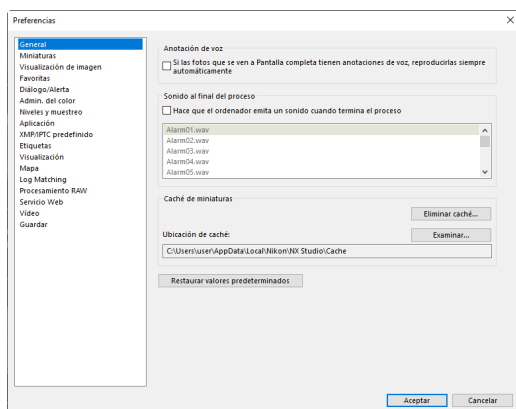 Preferencias
General
Miniaturas
Visualización de imagen
Favoritas
Diálogo/Alerta
Admin. del color
Niveles y muestreo
Aplicación
XMP/IPTC predefinido
Etiquetas
Visualización
Mapa
Log Matching
Procesamiento RAW
Servicio Web
Vídeo
Guardar
Anotación de voz
Si las fotos que se ven a Pantalla completa tienen anotaciones de voz, reproducirlas siempre
automáticamente
Sonido al final del proceso
Hace que el ordenador emita un sonido cuando termina el proceso
Alarm01.wav
Alarm02.wav
Alarm03.wav
Alarm04.wav
Alarm05.wav
Caché de miniaturas
Eliminar caché...
Ubicación de caché:
Examinar...
C:\Users\user\AppData\Local\Nikon\NX Studio\Cache
Restaurar valores predeterminados
Aceptar
Cancelar